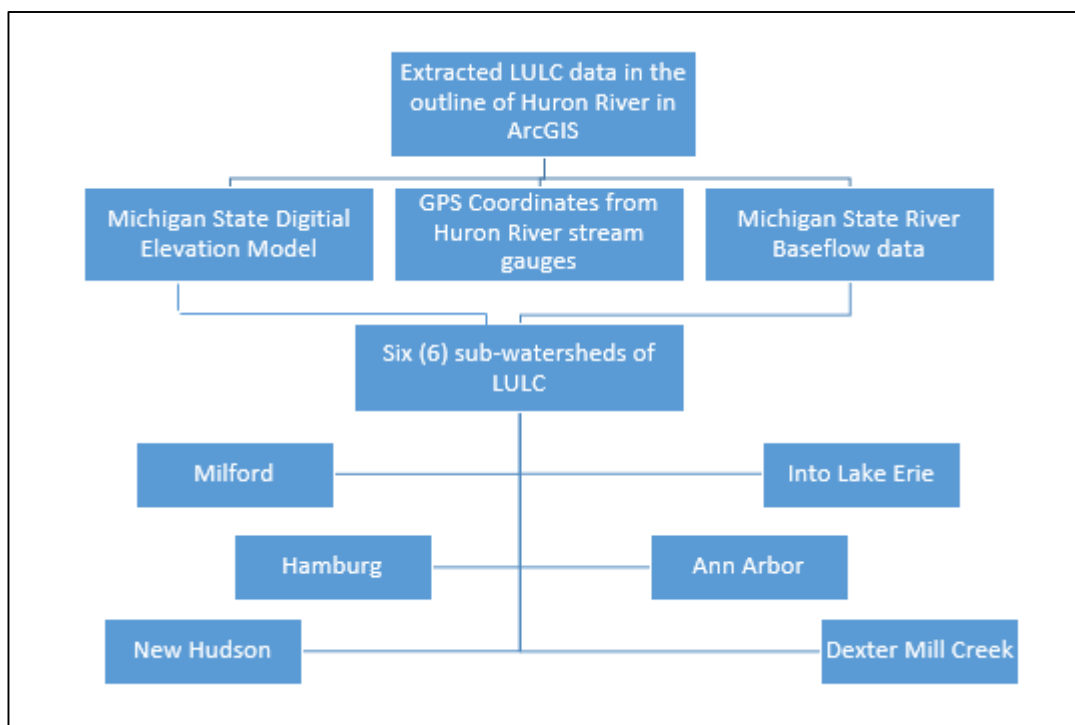 Extracted LULC data in the
outline of Huron River in
ArcGIS
Michigan State Digitial
Elevation Model
GPS Coordinates from
Huron River stream
gauges
Michigan State River
Baseflow data
Six (6) sub-watersheds of
LULC
Milford
Into Lake Erie
Hamburg
Ann Arbor
New Hudson
Dexter Mill Creek